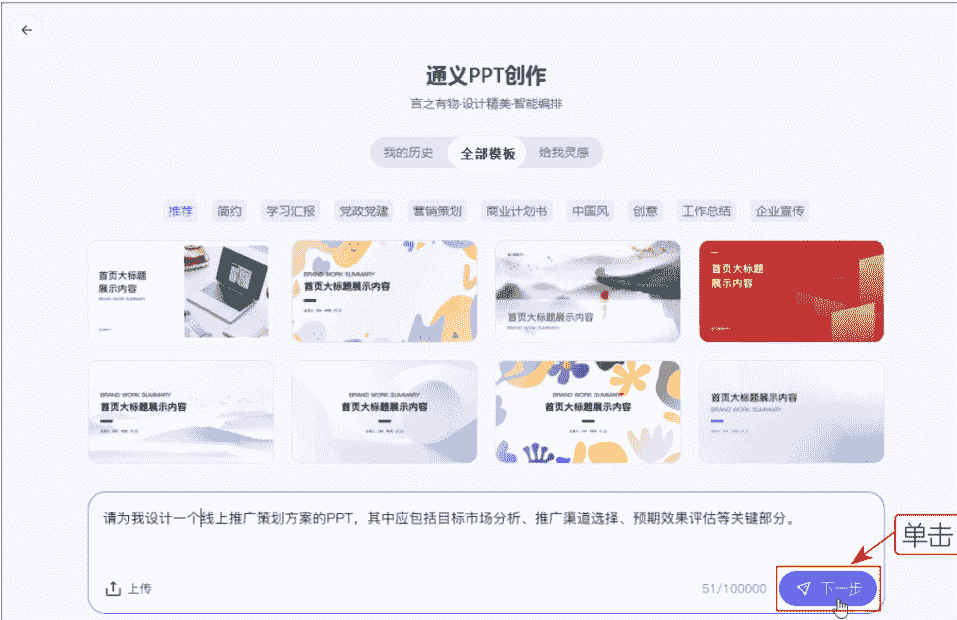 通义PPT创作
言之有物·设计精美·智能编排
我的历史 全部模板 给我灵感
推荐 简约 学习汇报 党政党建 营销策划 商业计划书 中国风 创意 工作总结 企业宣传
首页大标题
展示内容
BRAND WORK SUMMARY
BRAND WORK SUMMARY
首页大标题展示内容
首页大标题展示内容
首页大标题
展示内容
BRAND WORK SUMMARY
首页大标题展示内容
BRAND WORK SUMMARY
首页大标题展示内容
BRAND WORK SUMMARY
首页大标题展示内容
首页大标题展示内容
BRAND WORK SUMMARY
请为我设计一个线上推广策划方案的PPT，其中应包括目标市场分析、推广渠道选择、预期效果评估等关键部分。
单击
上传 51/100000 下一步